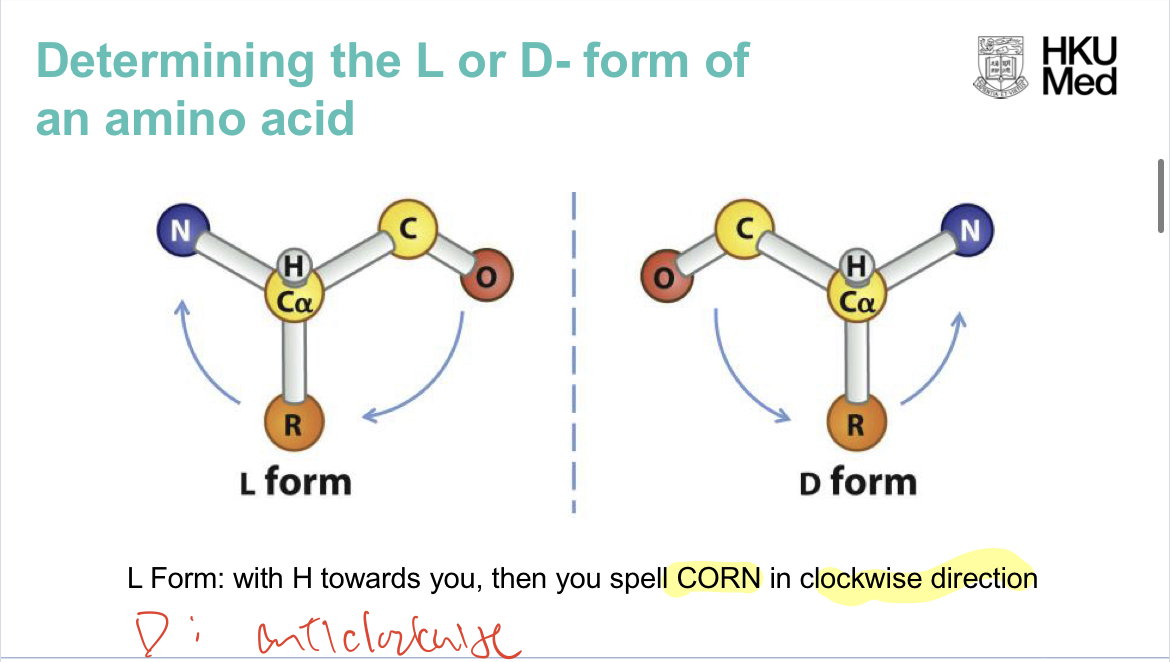 Determining the L or D- form of
an amino acid
HKU
Med
N
C
H
O
Cα
R
L form
C
N
H
O
Cα
R
D form
L Form: with H towards you, then you spell CORN in clockwise direction
D: anticlockwise